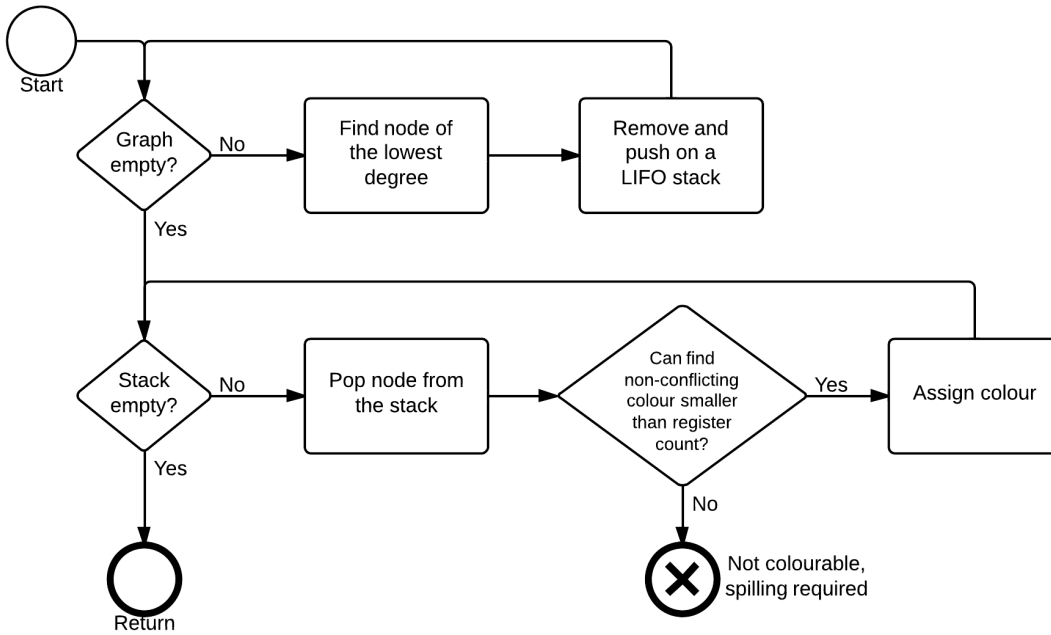 Start
Graph
empty?
No
Find node of
the lowest
degree
Remove and
push on a
LIFO stack
Yes
Stack
empty?
No
Pop node from
the stack
Can find
non-conflicting
colour smaller
than register
count?
Yes
Assign colour
Yes
No
Return
Not colourable,
spilling required